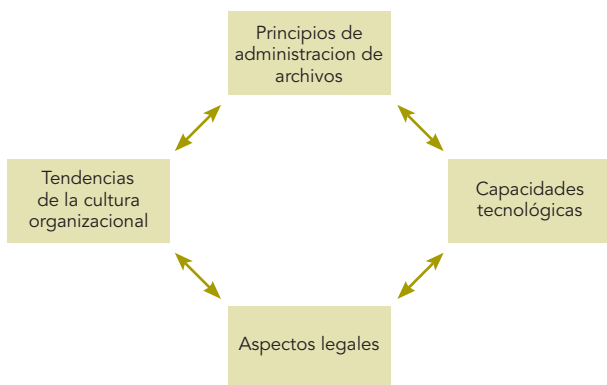 Principios de
administracion de
archivos
Tendencias
de la cultura
organizacional
Capacidades
tecnológicas
Aspectos legales